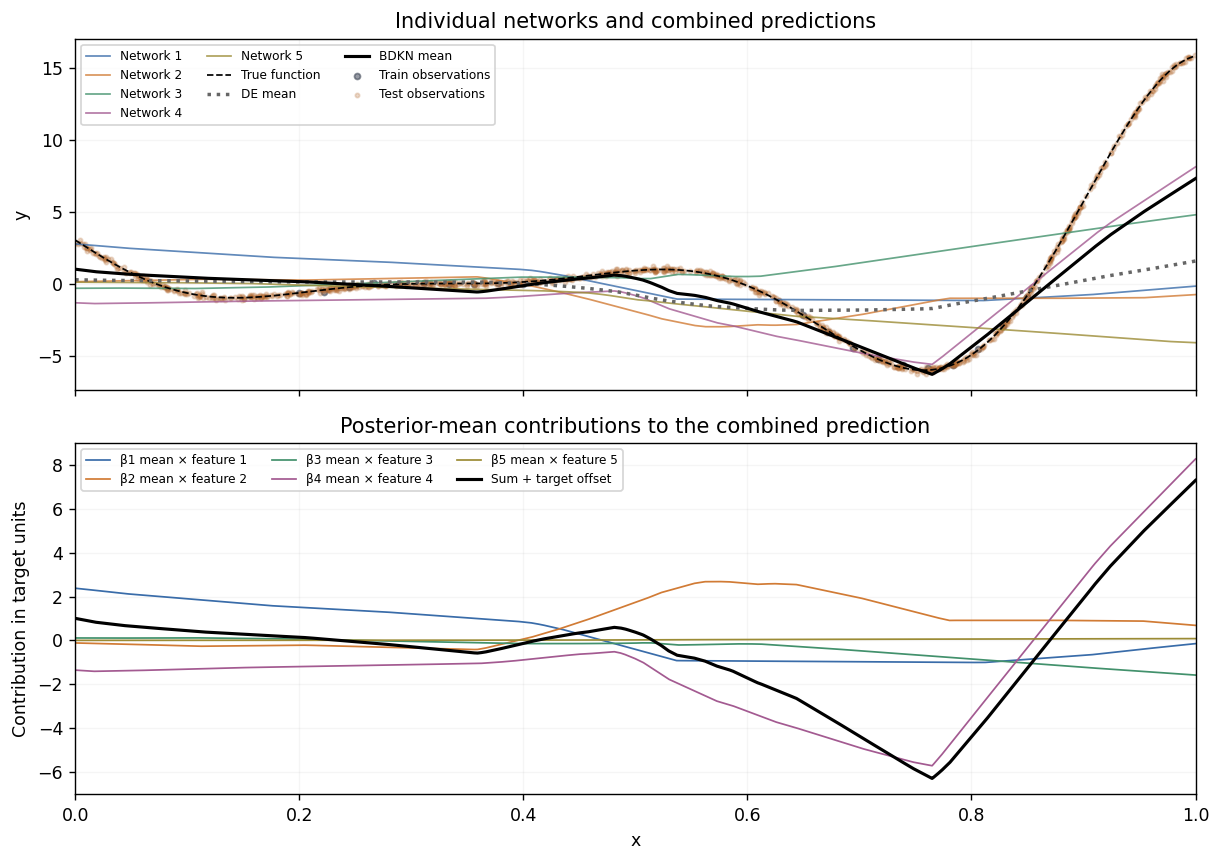 Individual networks and combined predictions
Network 1
Network 2
Network 3
Network 4
Network 5
True function
DE mean
BDKN mean
Train observations
Test observations
15
10
5
0
−5
y
Posterior-mean contributions to the combined prediction
β1 mean × feature 1
β2 mean × feature 2
β3 mean × feature 3
β4 mean × feature 4
β5 mean × feature 5
Sum + target offset
8
6
4
2
0
−2
−4
−6
Contribution in target units
0.0 0.2 0.4 0.6 0.8 1.0
x